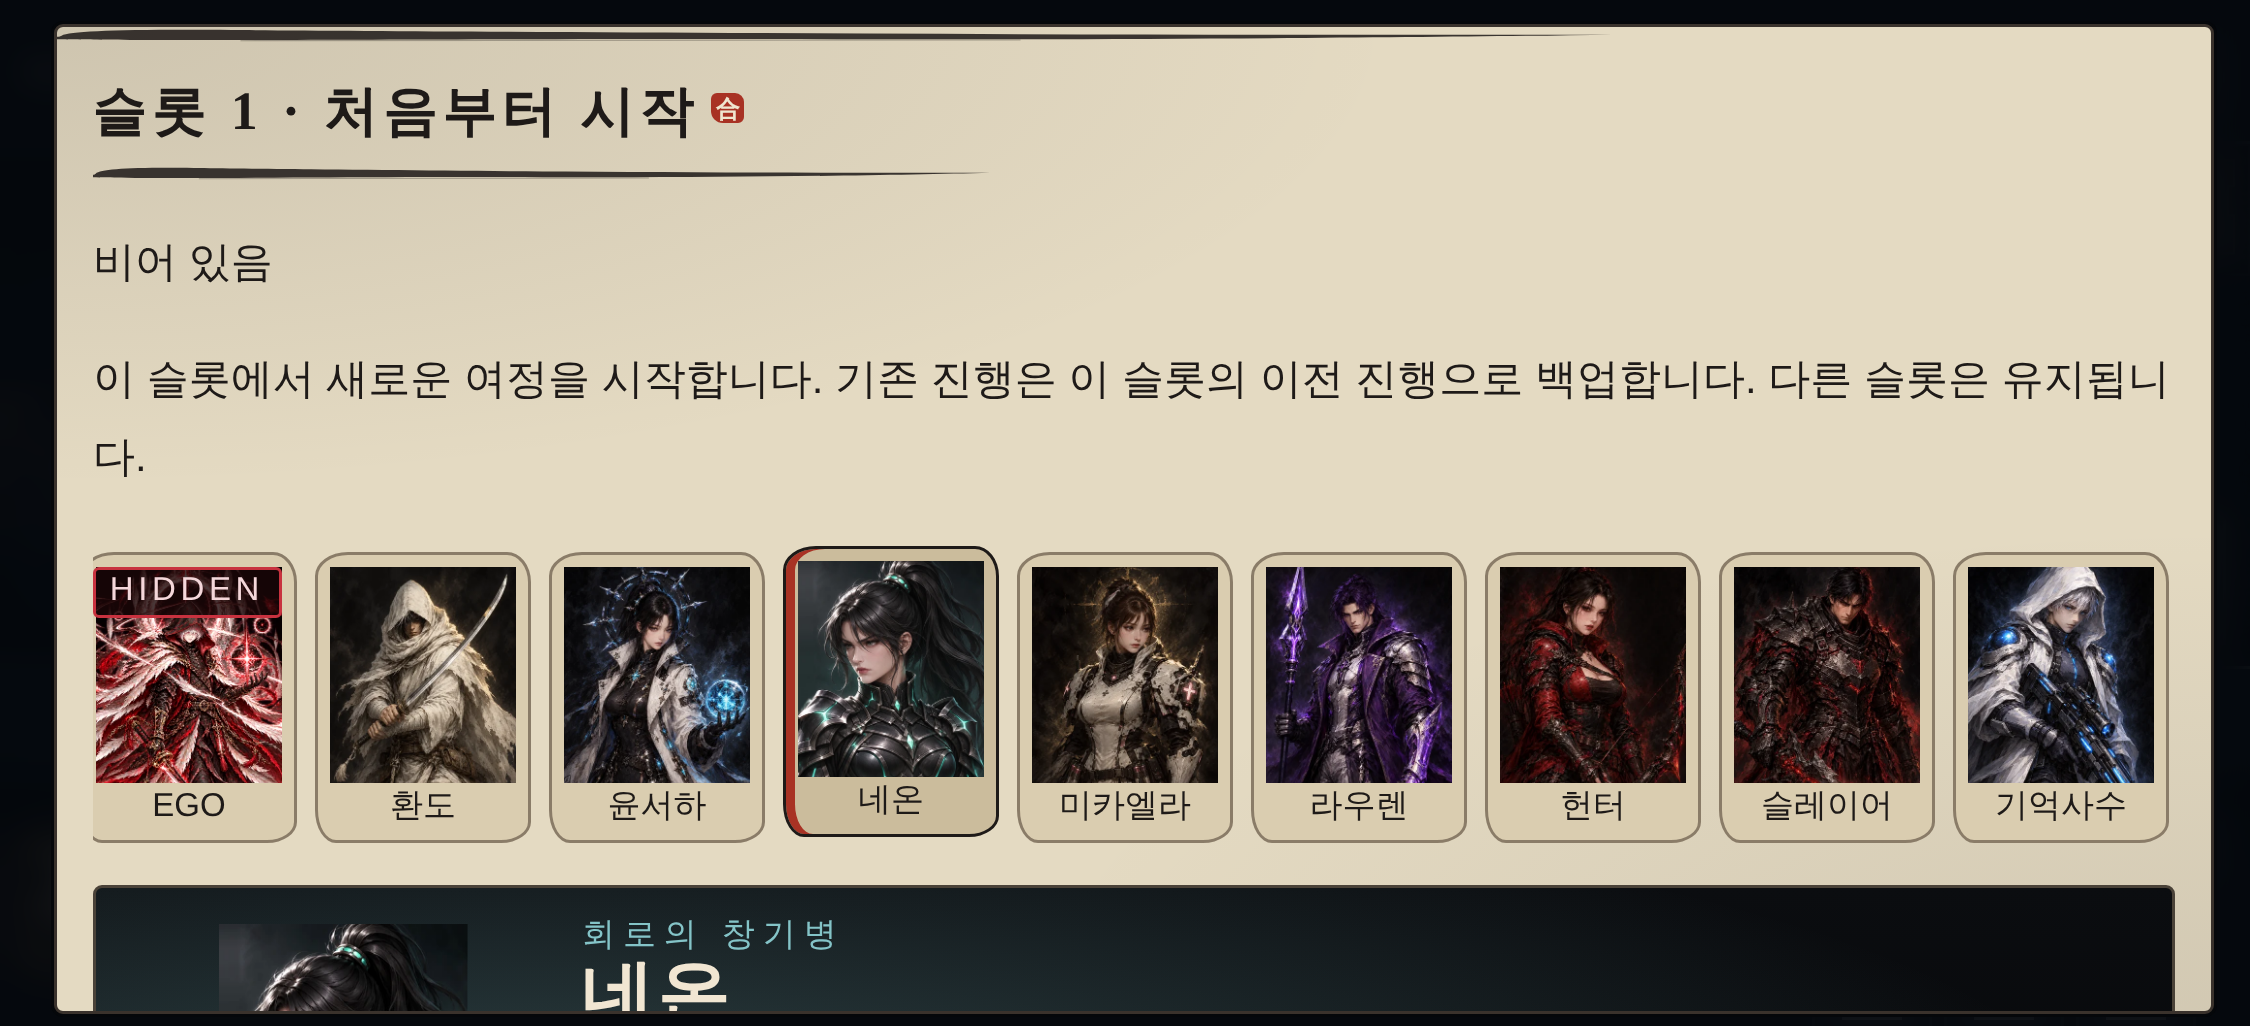 슬롯 1 · 처음부터 시작 合
비어 있음
이 슬롯에서 새로운 여정을 시작합니다. 기존 진행은 이 슬롯의 이전 진행으로 백업합니다. 다른 슬롯은 유지됩니
다.
HIDDEN
EGO
환도
윤서하
네온
미카엘라
라우렌
헌터
슬레이어
기억사수
회로의 창기병
네온